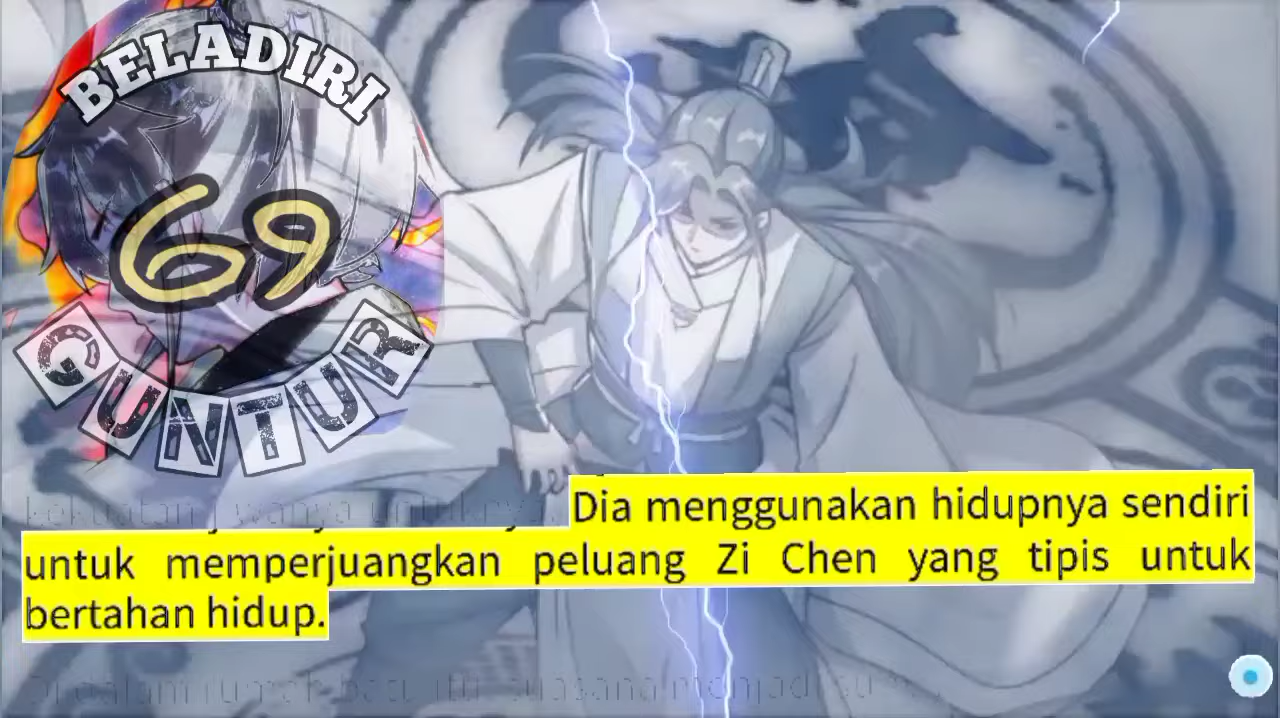 BELADIRI
69
GUNTUR
Dia menggunakan hidupnya sendiri
untuk memperjuangkan peluang Zi Chen yang tipis untuk
bertahan hidup.